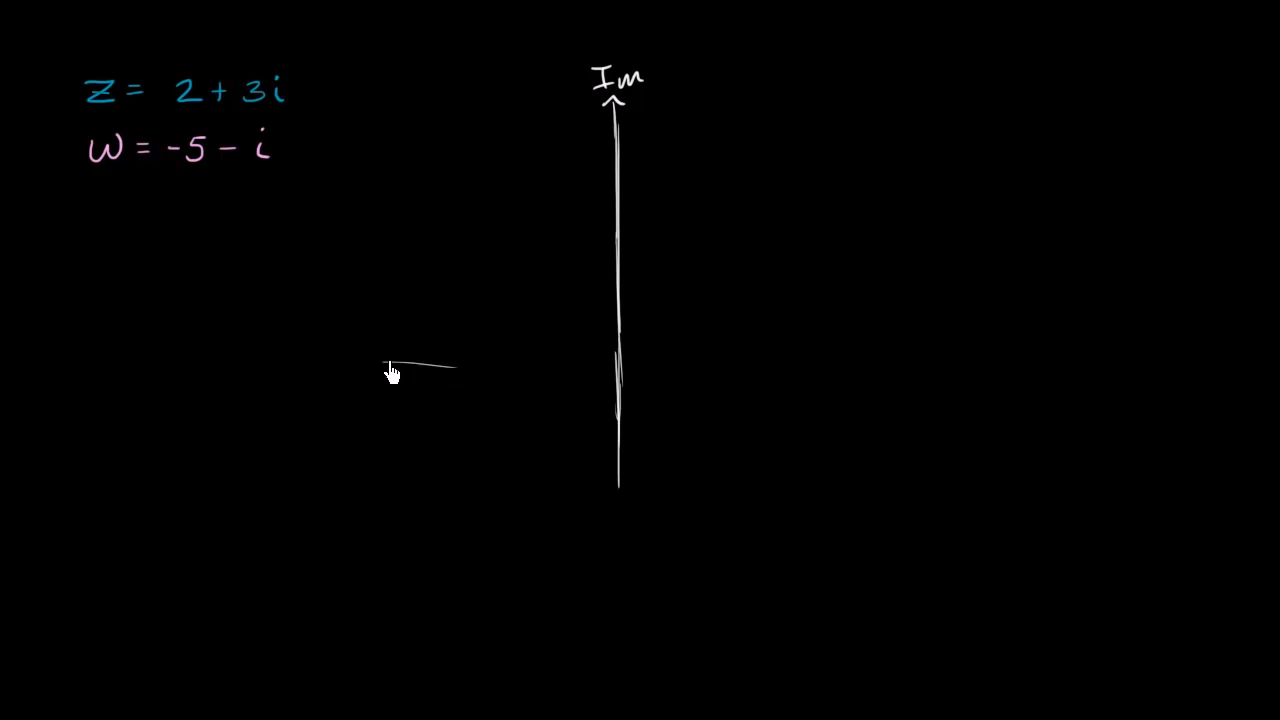 z = 2 + 3i
w = -5 - i
Im